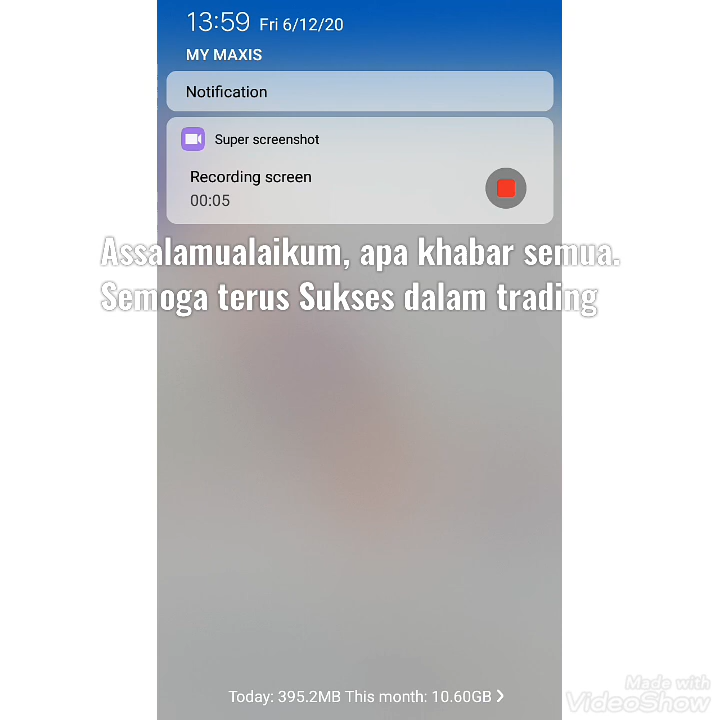 13:59 Fri 6/12/20
MY MAXIS
Notification
Super screenshot
Recording screen
00:05
Assalamualaikum, apa khabar semua.
Semoga terus Sukses dalam trading
Today: 395.2MB This month: 10.60GB >
Made with
VideoShow